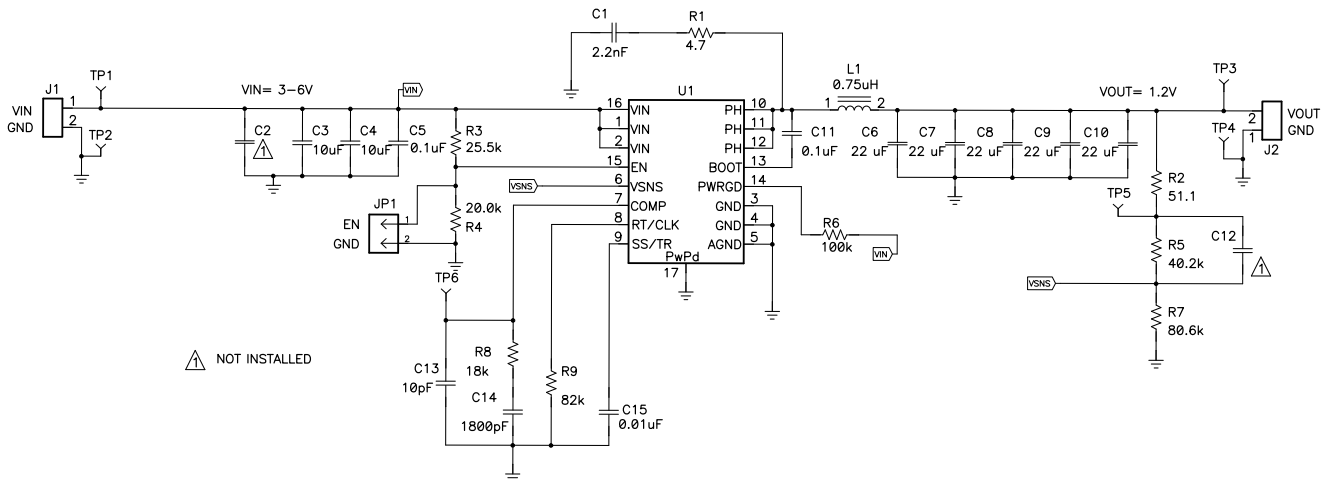 C1
2.2nF
R1
4.7
J1
VIN
GND
1
2
TP1
TP2
VIN= 3-6V
VIN
C2
1
C3
10uF
C4
10uF
C5
0.1uF
R3
25.5k
20.0k
R4
VSNS
JP1
EN
GND
1
2
U1
16
VIN
1
VIN
2
VIN
15
EN
6
VSNS
7
COMP
8
RT/CLK
9
SS/TR
PH
10
PH
11
PH
12
BOOT
13
PWRGD
14
GND
3
GND
4
AGND
5
PwPd
17
C11
0.1uF
L1
0.75uH
1
2
C6
22 uF
C7
22 uF
C8
22 uF
C9
22 uF
C10
22 uF
VOUT= 1.2V
TP3
TP4
VOUT
GND
2
1
J2
R6
100k
VIN
R2
51.1
TP5
R5
40.2k
C12
1
VSNS
R7
80.6k
TP6
C13
10pF
R8
18k
C14
1800pF
R9
82k
C15
0.01uF
1 NOT INSTALLED